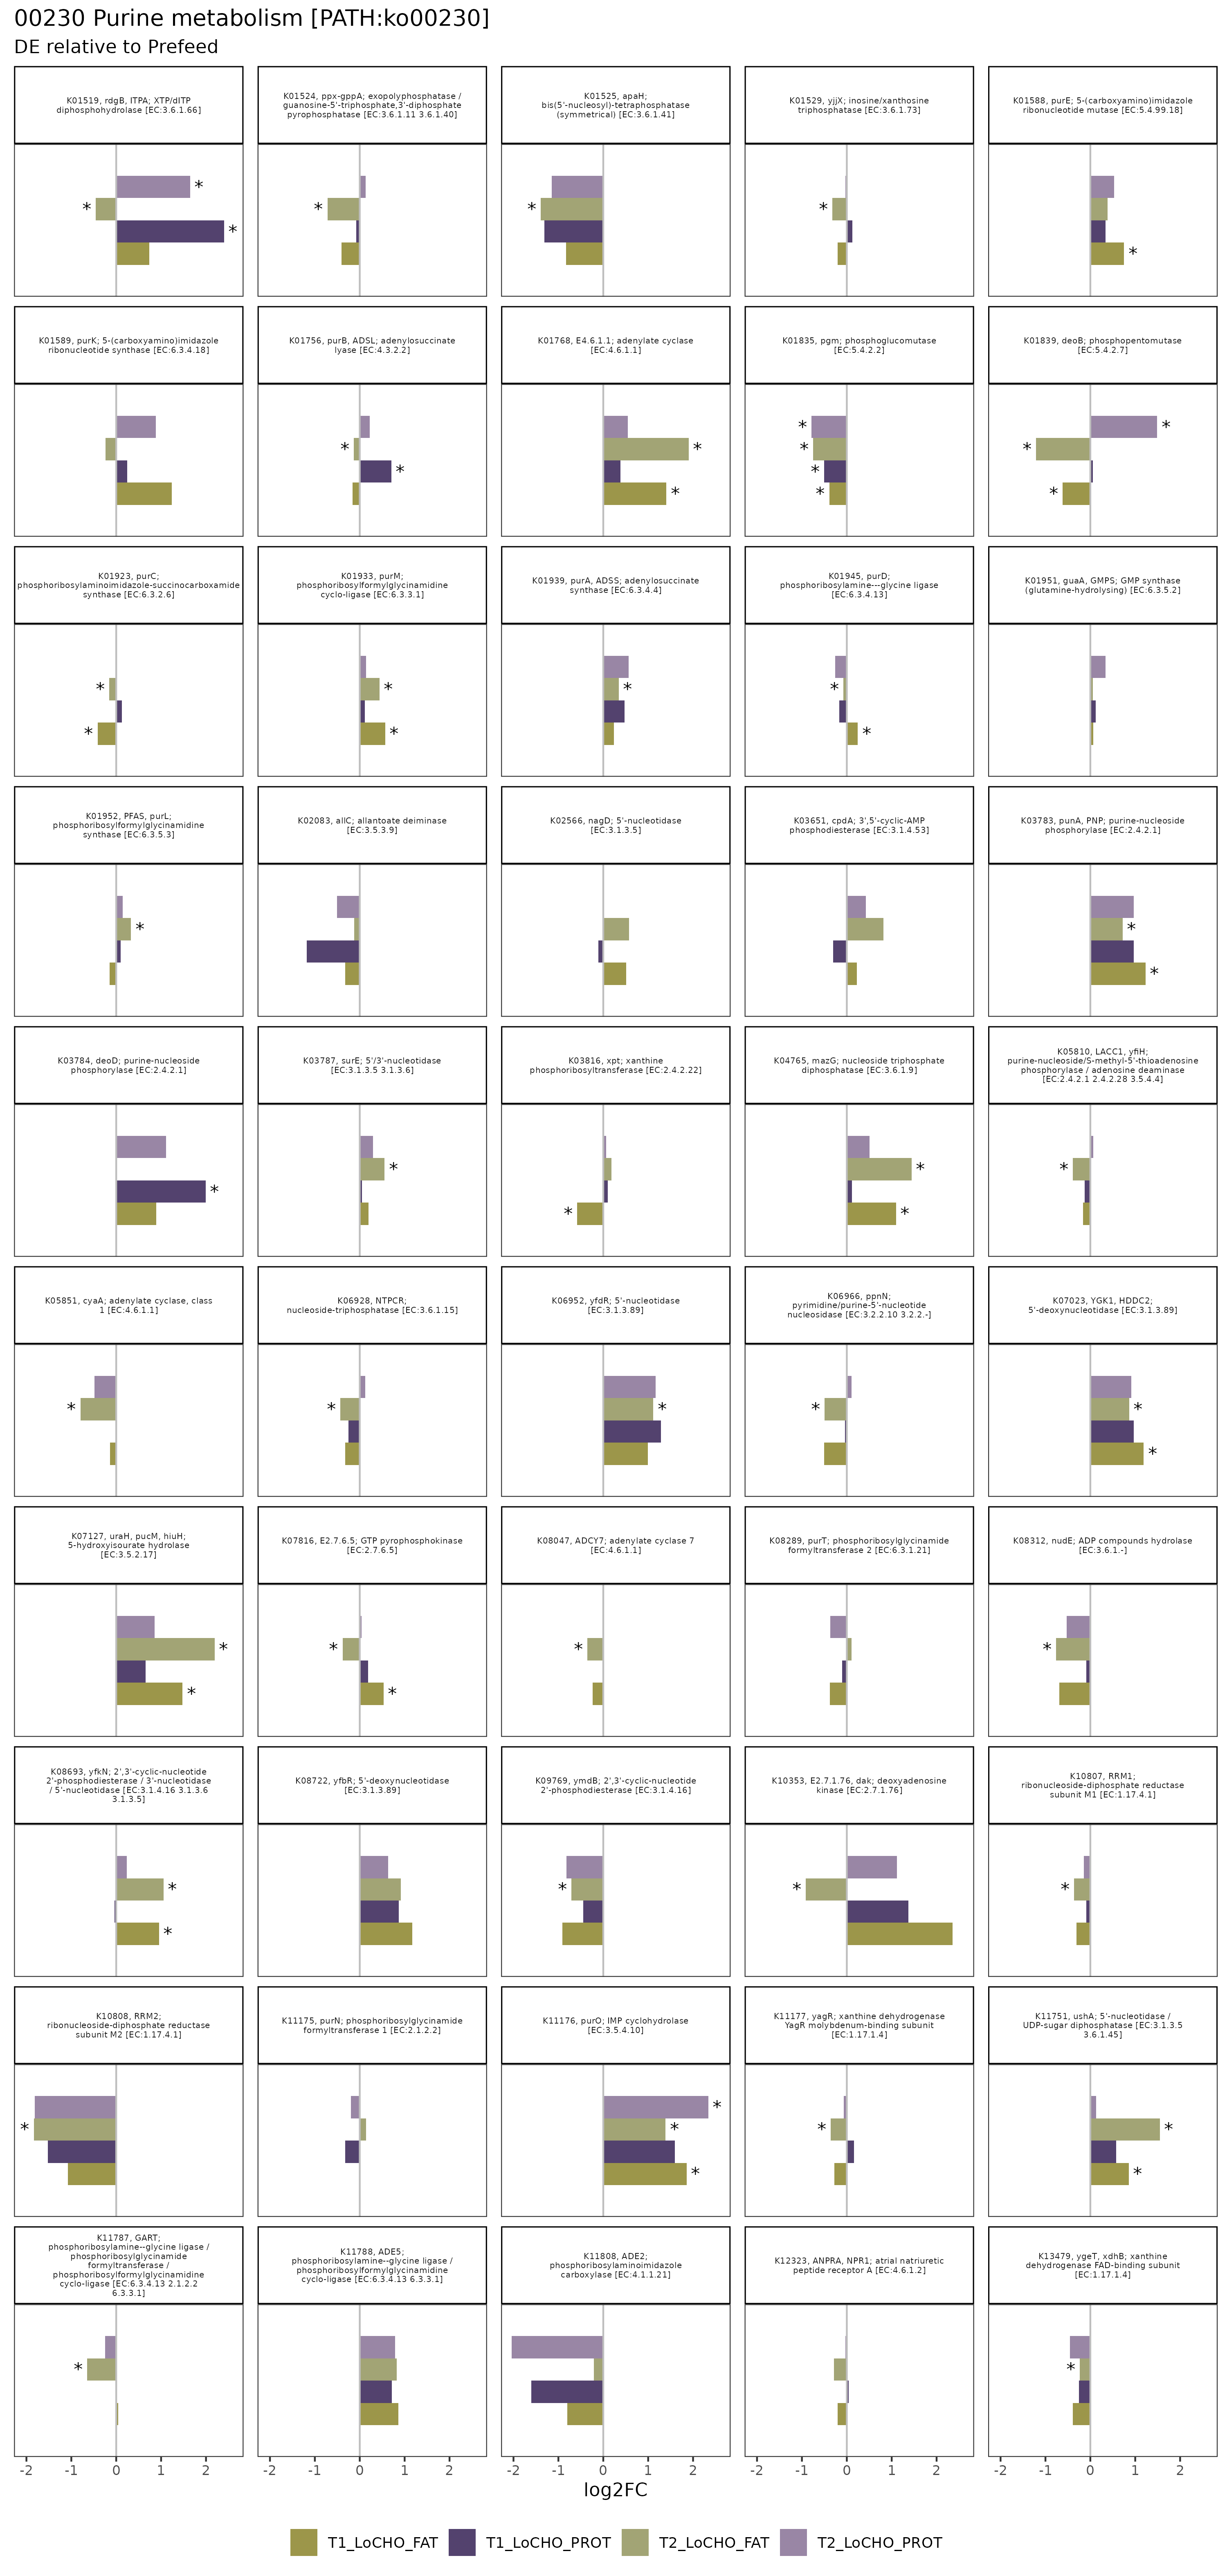 00230 Purine metabolism [PATH:ko00230]
DE relative to Prefeed
K01519, rdgB, ITPA; XTP/dITP
diphosphohydrolase [EC:3.6.1.66]
K01524, ppx-gppA; exopolyphosphatase /
guanosine-5'-triphosphate,3'-diphosphate
pyrophosphatase [EC:3.6.1.11 3.6.1.40]
K01525, apaH;
bis(5'-nucleosyl)-tetraphosphatase
(symmetrical) [EC:3.6.1.41]
K01529, yjjX; inosine/xanthosine
triphosphatase [EC:3.6.1.73]
K01588, purE; 5-(carboxyamino)imidazole
ribonucleotide mutase [EC:5.4.99.18]
* * *
*
*
*
*
K01589, purK; 5-(carboxyamino)imidazole
ribonucleotide synthase [EC:6.3.4.18]
K01756, purB, ADSL; adenylosuccinate
lyase [EC:4.3.2.2]
K01768, E4.6.1.1; adenylate cyclase
[EC:4.6.1.1]
K01835, pgm; phosphoglucomutase
[EC:5.4.2.2]
K01839, deoB; phosphopentomutase
[EC:5.4.2.7]
* *
* *
* * * *
* * *
K01923, purC;
phosphoribosylaminoimidazole-succinocarboxamide
synthase [EC:6.3.2.6]
K01933, purM;
phosphoribosylformylglycinamidine
cyclo-ligase [EC:6.3.3.1]
K01939, purA, ADSS; adenylosuccinate
synthase [EC:6.3.4.4]
K01945, purD;
phosphoribosylamine---glycine ligase
[EC:6.3.4.13]
K01951, guaA, GMPS; GMP synthase
(glutamine-hydrolysing) [EC:6.3.5.2]
* *
* *
*
* *
K01952, PFAS, purL;
phosphoribosylformylglycinamidine
synthase [EC:6.3.5.3]
K02083, allC; allantoate deiminase
[EC:3.5.3.9]
K02566, nagD; 5'-nucleotidase
[EC:3.1.3.5]
K03651, cpdA; 3',5'-cyclic-AMP
phosphodiesterase [EC:3.1.4.53]
K03783, punA, PNP; purine-nucleoside
phosphorylase [EC:2.4.2.1]
*
* *
K03784, deoD; purine-nucleoside
phosphorylase [EC:2.4.2.1]
K03787, surE; 5'/3'-nucleotidase
[EC:3.1.3.5 3.1.3.6]
K03816, xpt; xanthine
phosphoribosyltransferase [EC:2.4.2.22]
K04765, mazG; nucleoside triphosphate
diphosphatase [EC:3.6.1.9]
K05810, LACC1, yfiH;
purine-nucleoside/S-methyl-5'-thioadenosine
phosphorylase / adenosine deaminase
[EC:2.4.2.1 2.4.2.28 3.5.4.4]
*
*
*
* *
*
K05851, cyaA; adenylate cyclase, class
1 [EC:4.6.1.1]
K06928, NTPCR;
nucleoside-triphosphatase [EC:3.6.1.15]
K06952, yfdR; 5'-nucleotidase
[EC:3.1.3.89]
K06966, ppnN;
pyrimidine/purine-5'-nucleotide
nucleosidase [EC:3.2.2.10 3.2.2.-]
K07023, YGK1, HDDC2;
5'-deoxynucleotidase [EC:3.1.3.89]
*
*
*
*
* *
K07127, uraH, pucM, hiuH;
5-hydroxyisourate hydrolase
[EC:3.5.2.17]
K07816, E2.7.6.5; GTP pyrophosphokinase
[EC:2.7.6.5]
K08047, ADCY7; adenylate cyclase 7
[EC:4.6.1.1]
K08289, purT; phosphoribosylglycinamide
formyltransferase 2 [EC:6.3.1.21]
K08312, nudE; ADP compounds hydrolase
[EC:3.6.1.-]
* *
* *
*
*
K08693, yfkN; 2',3'-cyclic-nucleotide
2'-phosphodiesterase / 3'-nucleotidase
/ 5'-nucleotidase [EC:3.1.4.16 3.1.3.6
3.1.3.5]
K08722, yfbR; 5'-deoxynucleotidase
[EC:3.1.3.89]
K09769, ymdB; 2',3'-cyclic-nucleotide
2'-phosphodiesterase [EC:3.1.4.16]
K10353, E2.7.1.76, dak; deoxyadenosine
kinase [EC:2.7.1.76]
K10807, RRM1;
ribonucleoside-diphosphate reductase
subunit M1 [EC:1.17.4.1]
* *
*
*
*
K10808, RRM2;
ribonucleoside-diphosphate reductase
subunit M2 [EC:1.17.4.1]
K11175, purN; phosphoribosylglycinamide
formyltransferase 1 [EC:2.1.2.2]
K11176, purO; IMP cyclohydrolase
[EC:3.5.4.10]
K11177, yagR; xanthine dehydrogenase
YagR molybdenum-binding subunit
[EC:1.17.1.4]
K11751, ushA; 5'-nucleotidase /
UDP-sugar diphosphatase [EC:3.1.3.5
3.6.1.45]
*
* * *
*
* *
K11787, GART;
phosphoribosylamine--glycine ligase /
phosphoribosylglycinamide
formyltransferase /
phosphoribosylformylglycinamidine
cyclo-ligase [EC:6.3.4.13 2.1.2.2
6.3.3.1]
K11788, ADE5;
phosphoribosylamine--glycine ligase /
phosphoribosylformylglycinamidine
cyclo-ligase [EC:6.3.4.13 6.3.3.1]
K11808, ADE2;
phosphoribosylaminoimidazole
carboxylase [EC:4.1.1.21]
K12323, ANPRA, NPR1; atrial natriuretic
peptide receptor A [EC:4.6.1.2]
K13479, ygeT, xdhB; xanthine
dehydrogenase FAD-binding subunit
[EC:1.17.1.4]
*
*
-2 -1 0 1 2
-2 -1 0 1 2
-2 -1 0 1 2
-2 -1 0 1 2
-2 -1 0 1 2
log2FC
T1_LoCHO_FAT T1_LoCHO_PROT T2_LoCHO_FAT T2_LoCHO_PROT